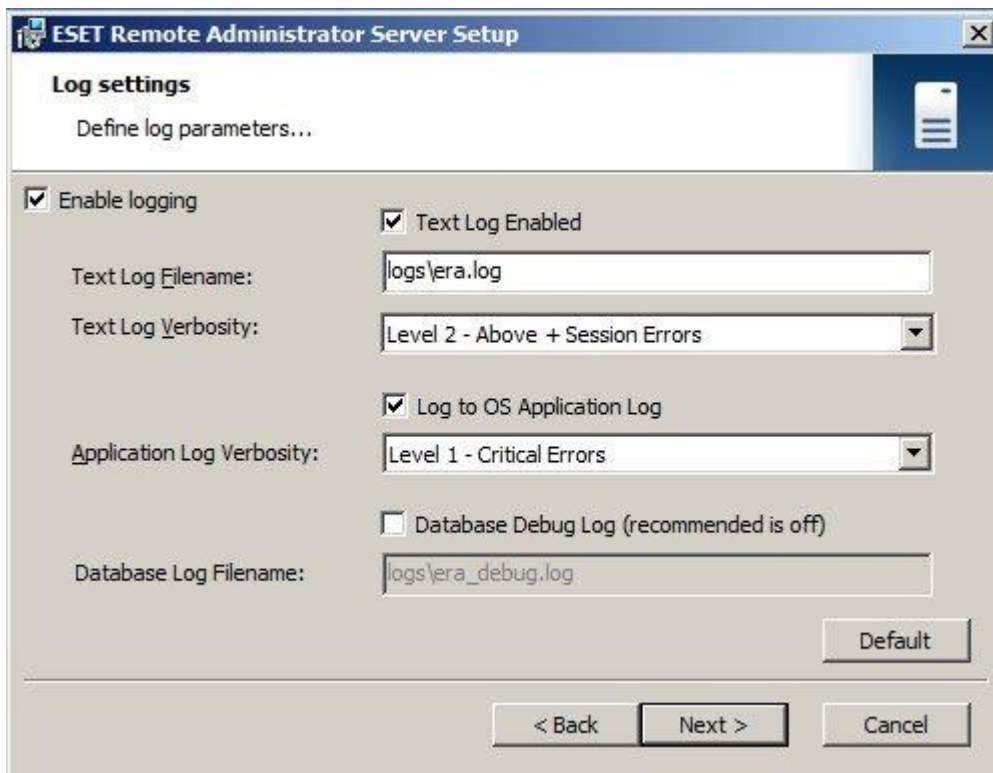 ESET Remote Administrator Server Setup
Log settings
Define log parameters...
Enable logging
Text Log Enabled
Text Log Filename:
logs\era.log
Text Log Verbosity:
Level 2 - Above + Session Errors
Log to OS Application Log
Application Log Verbosity:
Level 1 - Critical Errors
Database Debug Log (recommended is off)
Database Log Filename:
logs\era_debug.log
Default
< Back
Next >
Cancel